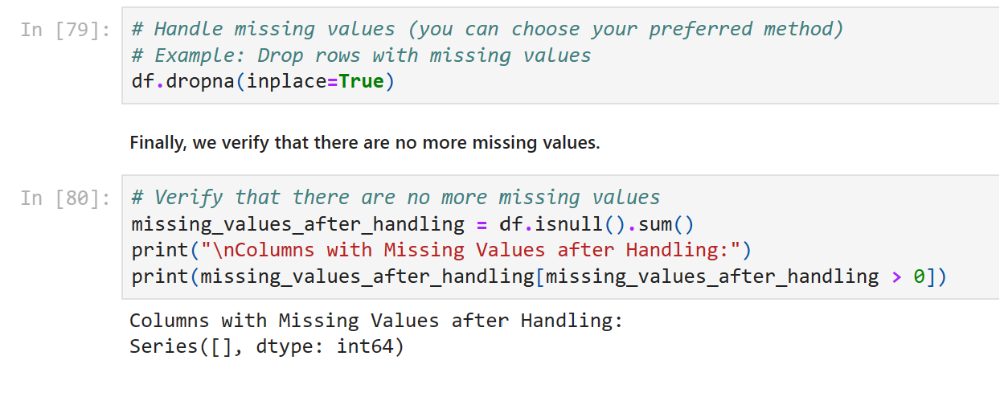 In [79]:
# Handle missing values (you can choose your preferred method)
# Example: Drop rows with missing values
df.dropna(inplace=True)
Finally, we verify that there are no more missing values.
In [80]:
# Verify that there are no more missing values
missing_values_after_handling = df.isnull().sum()
print("\nColumns with Missing Values after Handling:")
print(missing_values_after_handling[missing_values_after_handling > 0])
Columns with Missing Values after Handling:
Series([], dtype: int64)